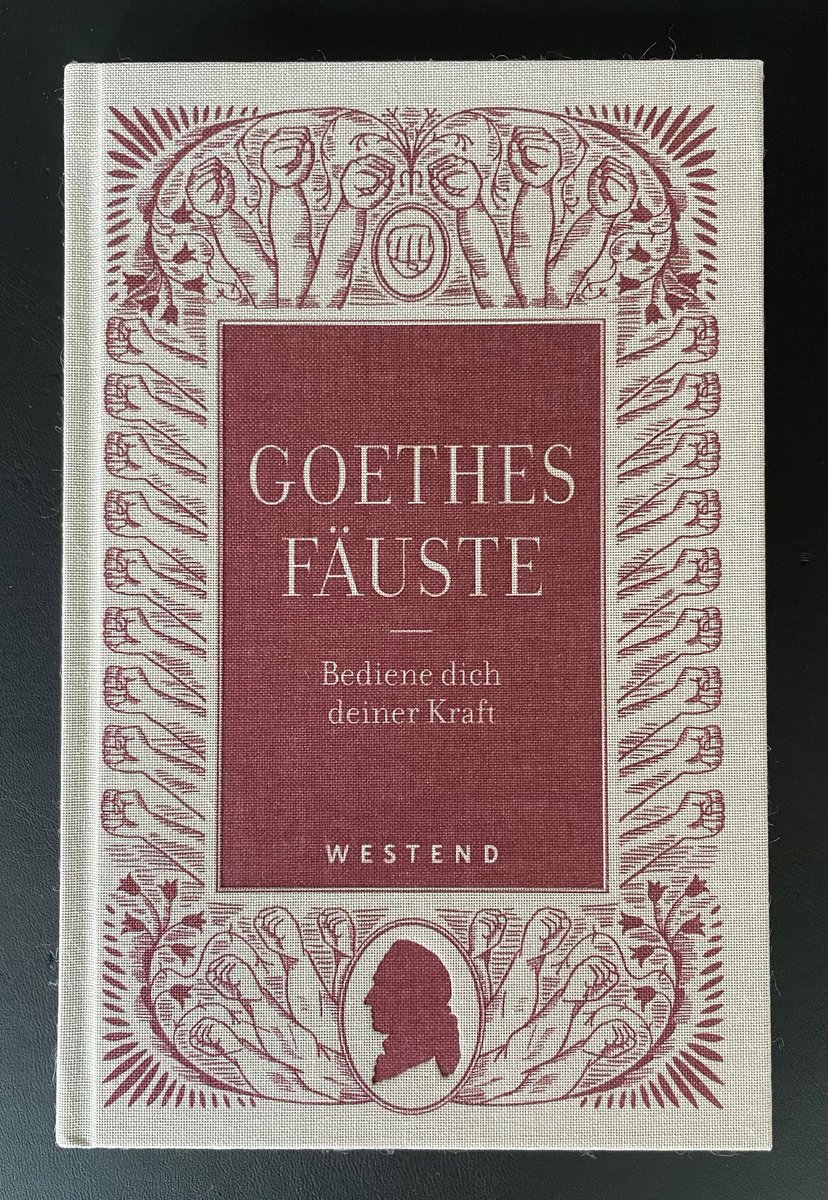 GOETHES
FÄUSTE
Bediene dich
deiner Kraft
WESTEND